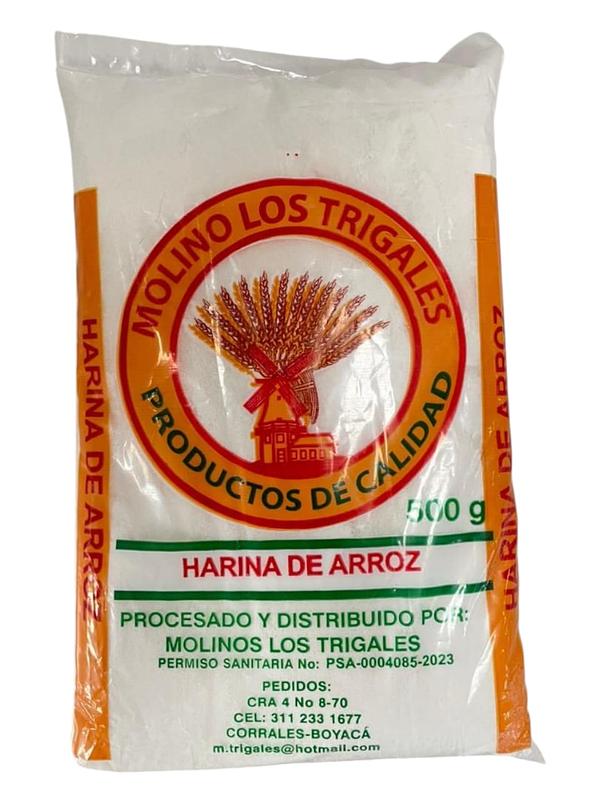 MOLINO LOS TRIGALES
PRODUCTOS DE CALIDAD
500 g
HARINA DE ARROZ
HARINA DE ARROZ
HARINA DE ARROZ
PROCESADO Y DISTRIBUIDO POR:
MOLINOS LOS TRIGALES
PERMISO SANITARIA No: PSA-0004085-2023
PEDIDOS:
CRA 4 No 8-70
CEL: 311 233 1677
CORRALES-BOYACÁ
m.trigales@hotmail.com